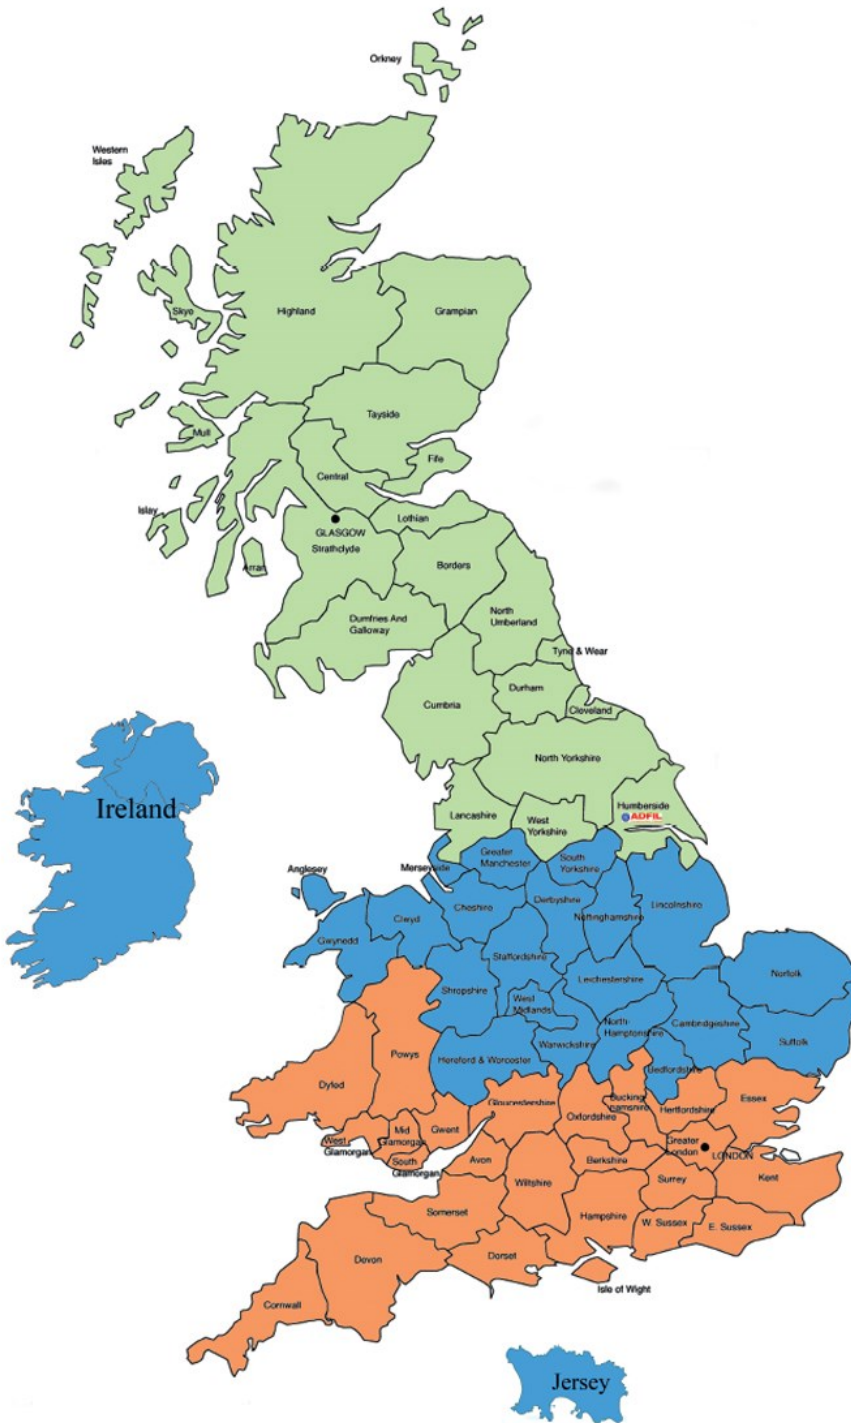 Orkney
Western
Isles
Skye
Highland
Grampian
Tayside
Mull
Fife
Central
Islay
Lothian
GLASGOW
Strathclyde
Arran
Borders
Dumfries And
Galloway
North
Umberland
Tyne & Wear
Durham
Cumbria
Cleveland
North Yorkshire
Humberside
ADFIL
Ireland
Lancashire
West
Yorkshire
Greater
Manchester
South
Yorkshire
Anglesey
Merseyside
Cheshire
Derbyshire
Nottinghamshire
Lincolnshire
Clwyd
Gwynedd
Staffordshire
Leichestershire
Norfolk
Shropshire
West
Midlands
North-
Hamptonshire
Cambridgeshire
Suffolk
Warwickshire
Hereford & Worcester
Bedfordshire
Powys
Dyfed
Gloucestershire
Bucking
hamshire
Oxfordshire
Hertfordshire
Essex
West
Glamorgan
Mid
Glamorgan
Gwent
South
Glamorgan
Avon
Berkshire
Greater
London
LONDON
Kent
Surrey
Wiltshire
Somerset
Hampshire
W. Sussex
E. Sussex
Devon
Dorset
Isle of Wight
Cornwall
Jersey